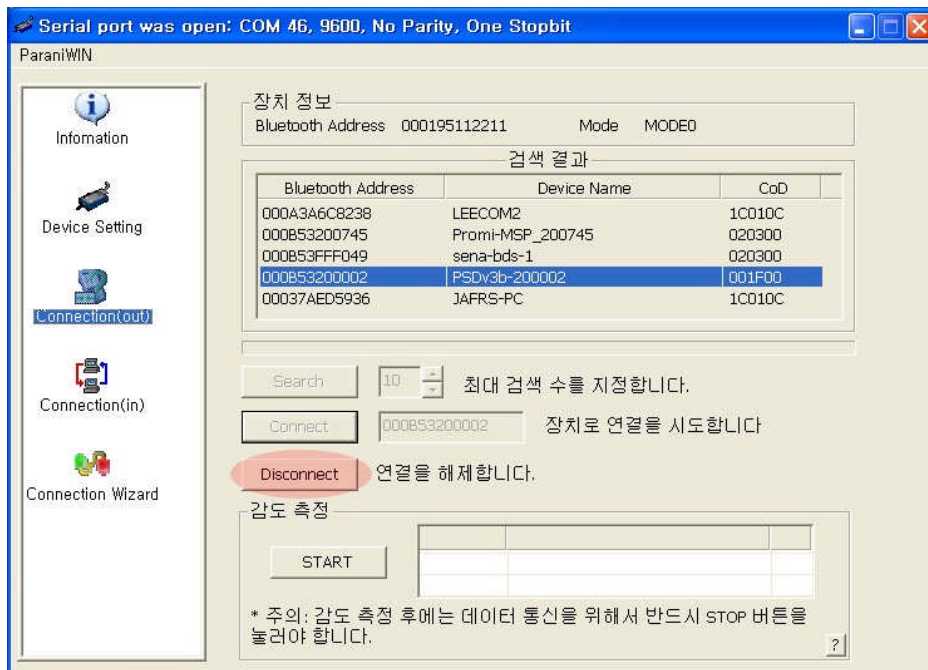 Serial port was open: COM 46, 9600, No Parity, One Stopbit
ParaniWIN
Infomation
Device Setting
Connection(out)
Connection(in)
Connection Wizard
장치 정보
Bluetooth Address 000195112211 Mode MODE0
검색 결과
Bluetooth Address Device Name CoD
000A3A6C8238 LEECOM2 1C010C
000B53200745 Promi-MSP_200745 020300
000B53FFF049 sena-bds-1 020300
000B53200002 PSDv3b-200002 001F00
00037AED5936 JAFRS-PC 1C010C
Search 10 최대 검색 수를 지정합니다.
Connect 000B53200002 장치로 연결을 시도합니다
Disconnect 연결을 해제합니다.
감도 측정
START
* 주의: 감도 측정 후에는 데이터 통신을 위해서 반드시 STOP 버튼을
눌러야 합니다.
?